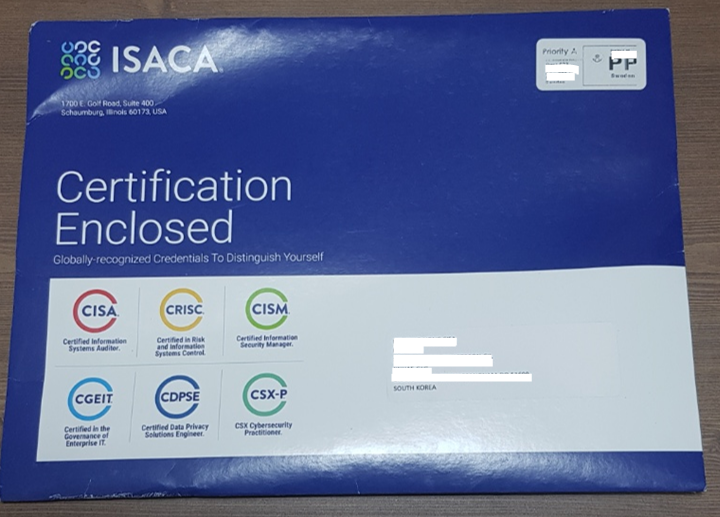 ISACA
1700 E. Golf Road, Suite 400
Schaumburg, Illinois 60173, USA
Priority
PP
Certification
Enclosed
Globally-recognized Credentials To Distinguish Yourself
CISA
Certified Information
Systems Auditor.
CRISC
Certified in Risk
and Information
Systems Control.
CISM
Certified Information
Security Manager.
CGEIT
Certified in the
Governance of
Enterprise IT.
CDPSE
Certified Data Privacy
Solutions Engineer.
CSX-P
CSX Cybersecurity
Practitioner.
SOUTH KOREA